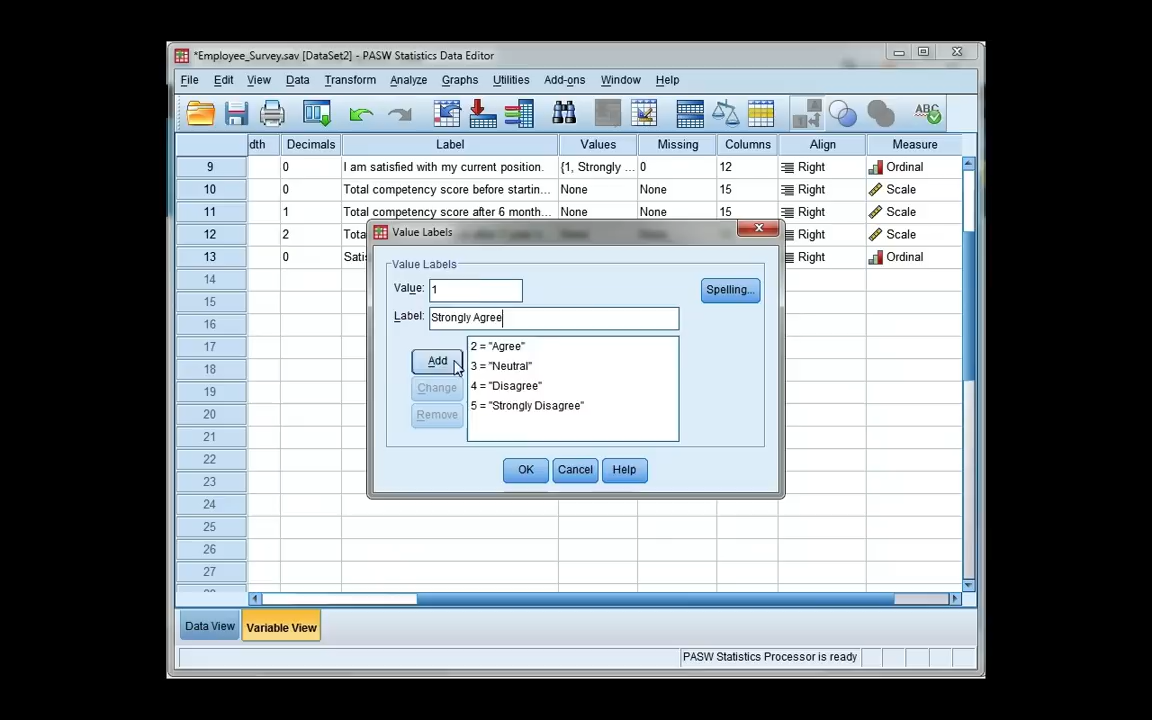 *Employee_Survey.sav [DataSet2] - PASW Statistics Data Editor
File Edit View Data Transform Analyze Graphs Utilities Add-ons Window Help
dth Decimals Label Values Missing Columns Align Measure
9 0 I am satisfied with my current position. {1, Strongly ... 0 12 Right Ordinal
10 0 Total competency score before startin... None None 15 Right Scale
11 1 Total competency score after 6 month... None None 15 Right Scale
12 2 Tota Right Scale
13 0 Satis Right Ordinal
Value Labels
Value Labels
Value: 1 Spelling...
Label: Strongly Agree
Add
Change
Remove
2 = "Agree"
3 = "Neutral"
4 = "Disagree"
5 = "Strongly Disagree"
OK Cancel Help
14
15
16
17
18
19
20
21
22
23
24
25
26
27
Data View Variable View
PASW Statistics Processor is ready